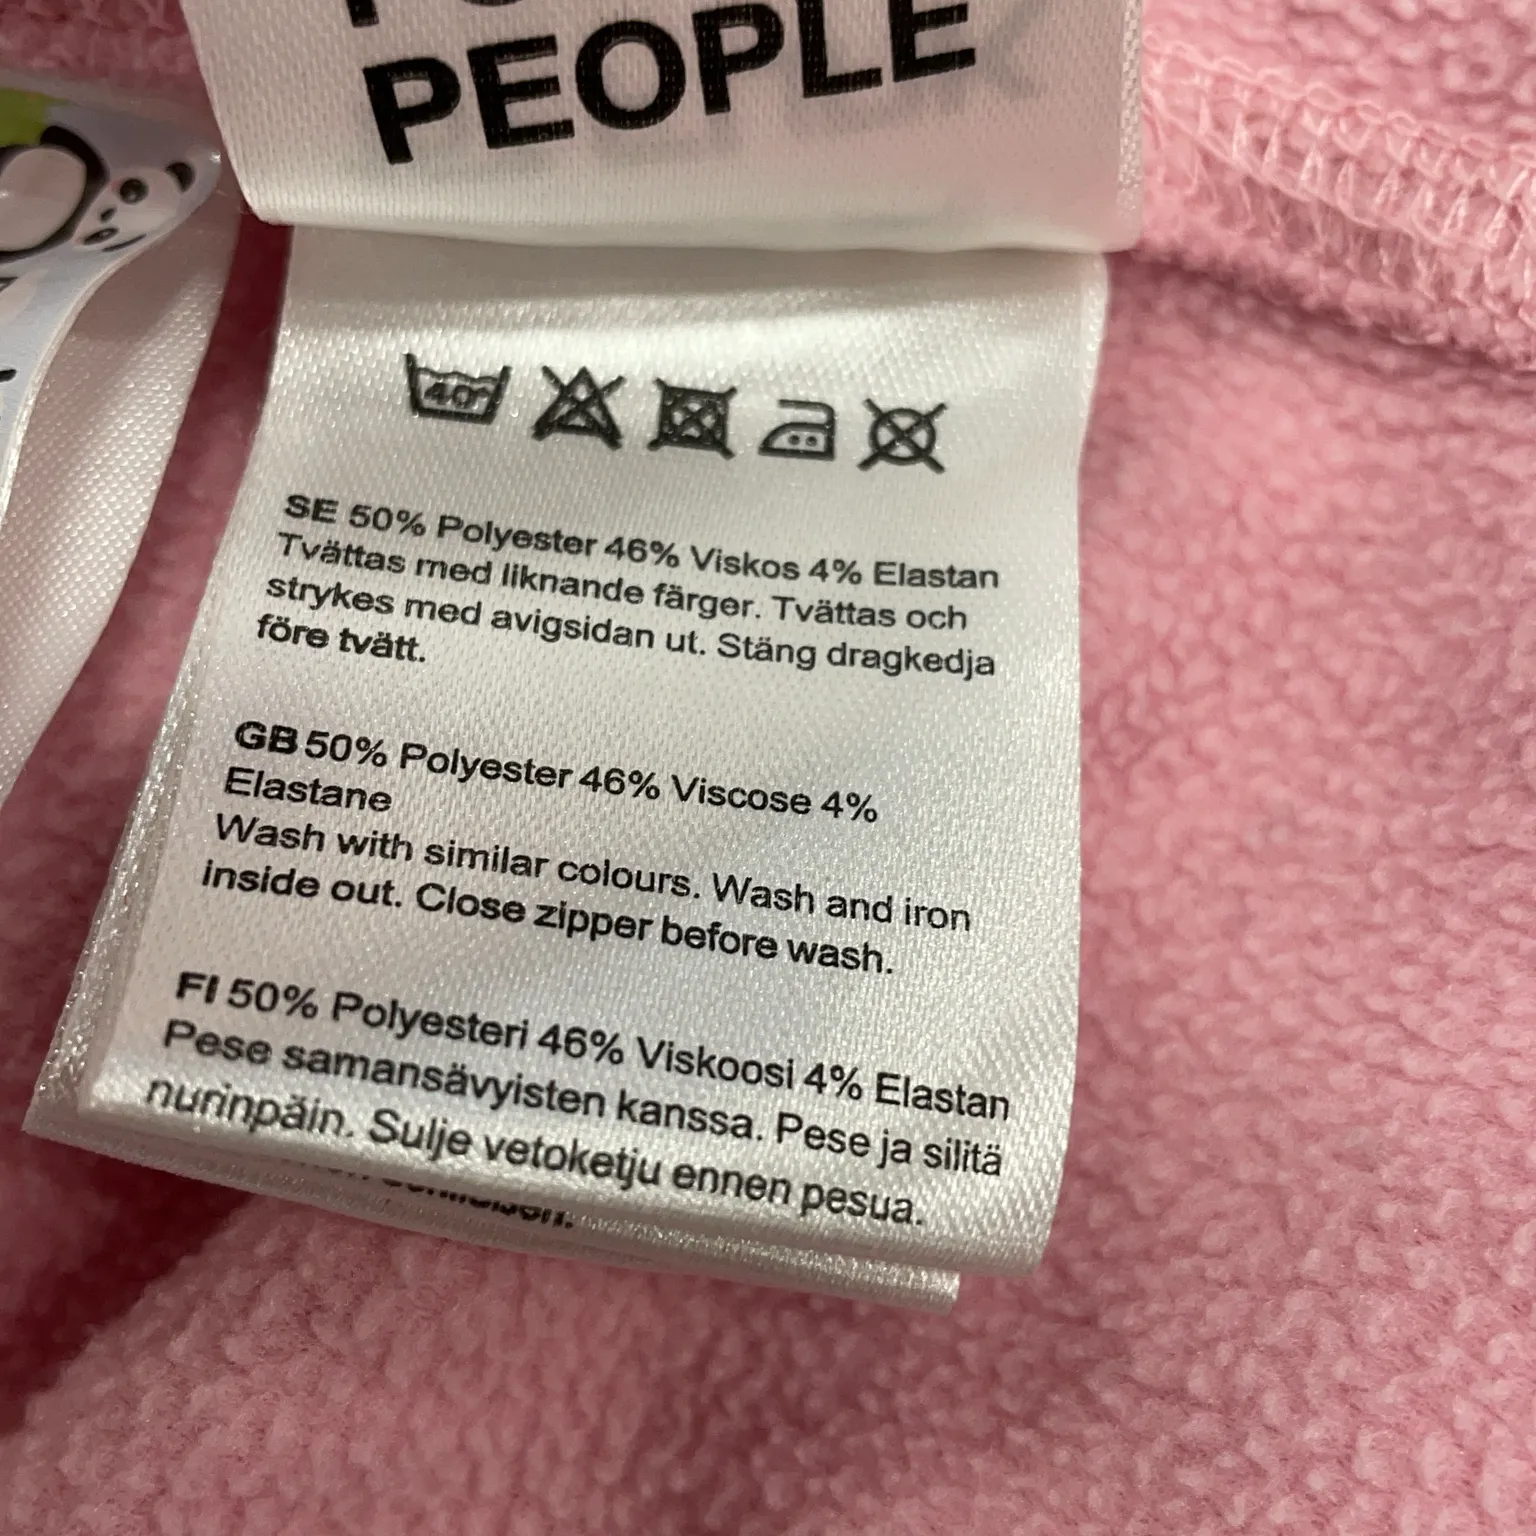 PEOPLE
40°
SE 50% Polyester 46% Viskos 4% Elastan
Tvättas med liknande färger. Tvättas och
strykes med avigsidan ut. Stäng dragkedja
före tvätt.
GB 50% Polyester 46% Viscose 4%
Elastane
Wash with similar colours. Wash and iron
inside out. Close zipper before wash.
FI 50% Polyesteri 46% Viskoosi 4% Elastan
Pese samansävyisten kanssa. Pese ja silitä
nurinpäin. Sulje vetoketju ennen pesua.